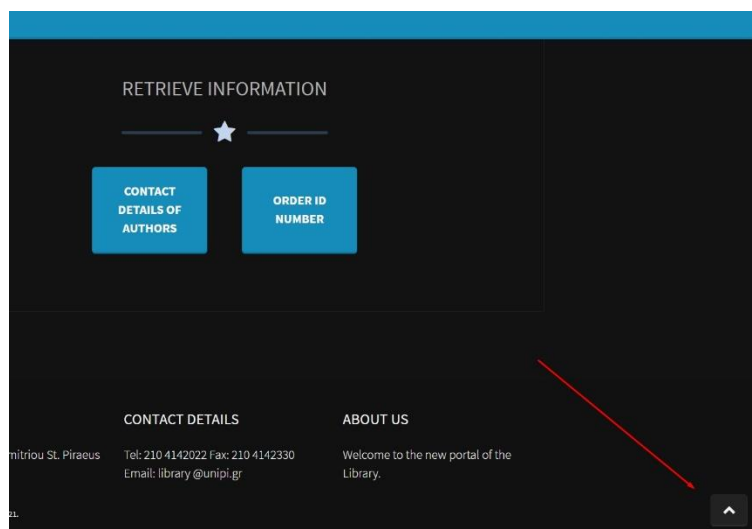 RETRIEVE INFORMATION
CONTACT
DETAILS OF
AUTHORS
ORDER ID
NUMBER
CONTACT DETAILS
ABOUT US
mitriou St. Piraeus
Tel: 210 4142022 Fax: 210 4142330
Email: library @unipi.gr
Welcome to the new portal of the
Library.
21.